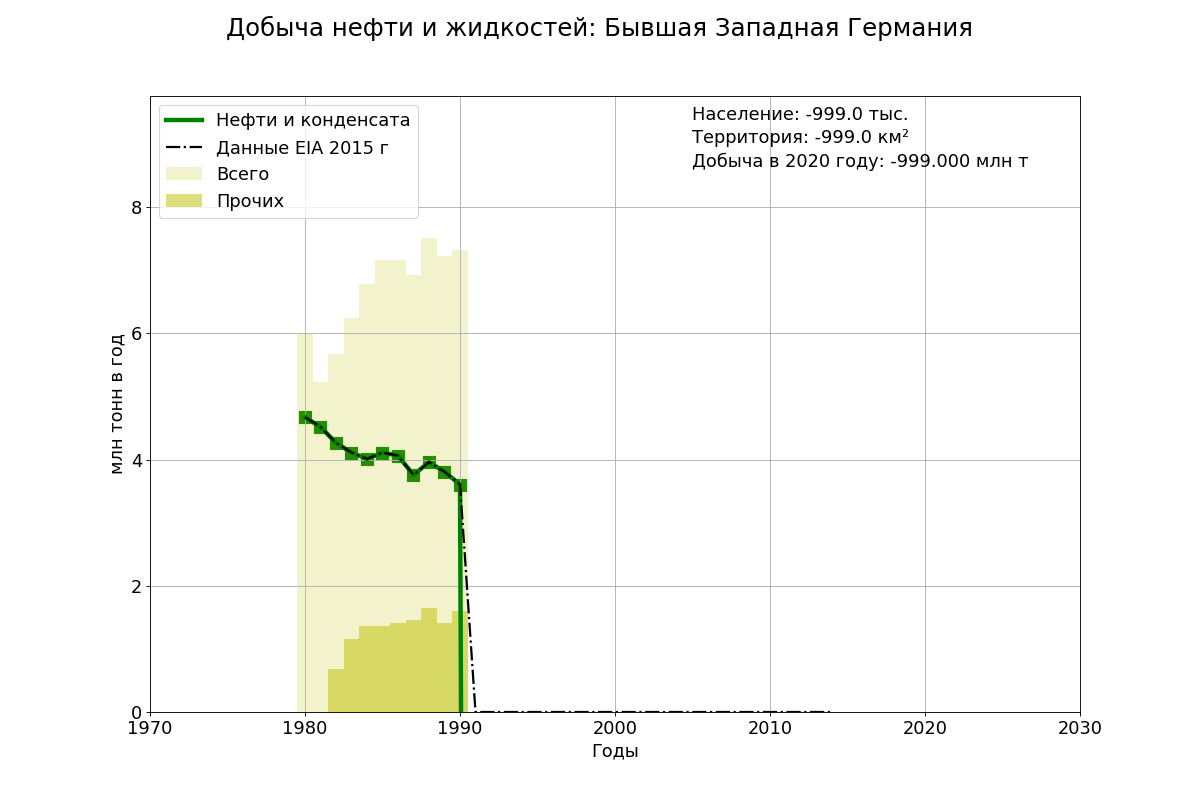 Добыча нефти и жидкостей: Бывшая Западная Германия
Нефти и конденсата
Данные EIA 2015 г
Всего
Прочих
Население: -999.0 тыс.
Территория: -999.0 км²
Добыча в 2020 году: -999.000 млн т
млн тонн в год
8
6
4
2
0
1970 1980 1990 2000 2010 2020 2030
Годы